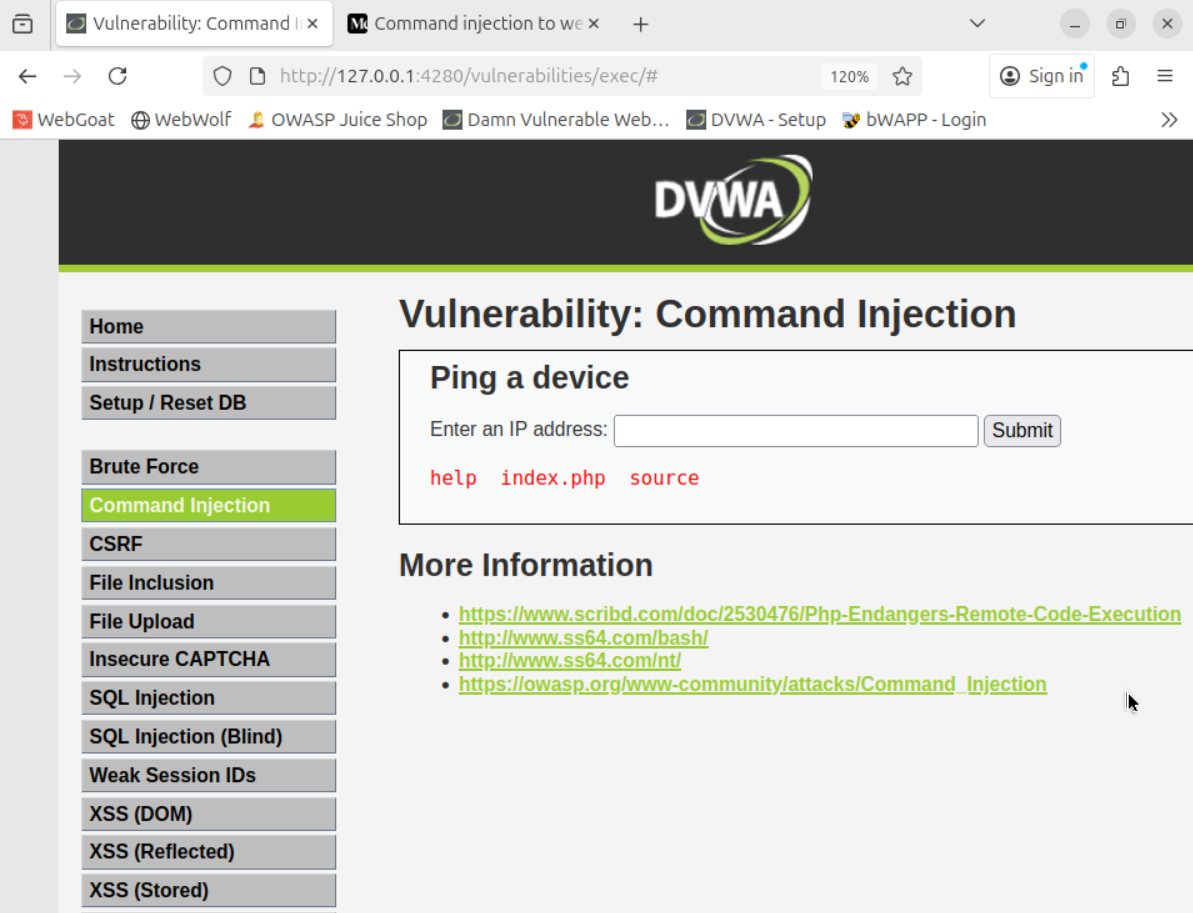 Vulnerability: Command I
Command injection to we
http://127.0.0.1:4280/vulnerabilities/exec/#
120%
Sign in
WebGoat
WebWolf
OWASP Juice Shop
Damn Vulnerable Web...
DVWA - Setup
bWAPP - Login
DVWA
Home
Instructions
Setup / Reset DB
Brute Force
Command Injection
CSRF
File Inclusion
File Upload
Insecure CAPTCHA
SQL Injection
SQL Injection (Blind)
Weak Session IDs
XSS (DOM)
XSS (Reflected)
XSS (Stored)
Vulnerability: Command Injection
Ping a device
Enter an IP address:
Submit
help index.php source
More Information
https://www.scribd.com/doc/2530476/Php-Endangers-Remote-Code-Execution
http://www.ss64.com/bash/
http://www.ss64.com/nt/
https://owasp.org/www-community/attacks/Command_Injection